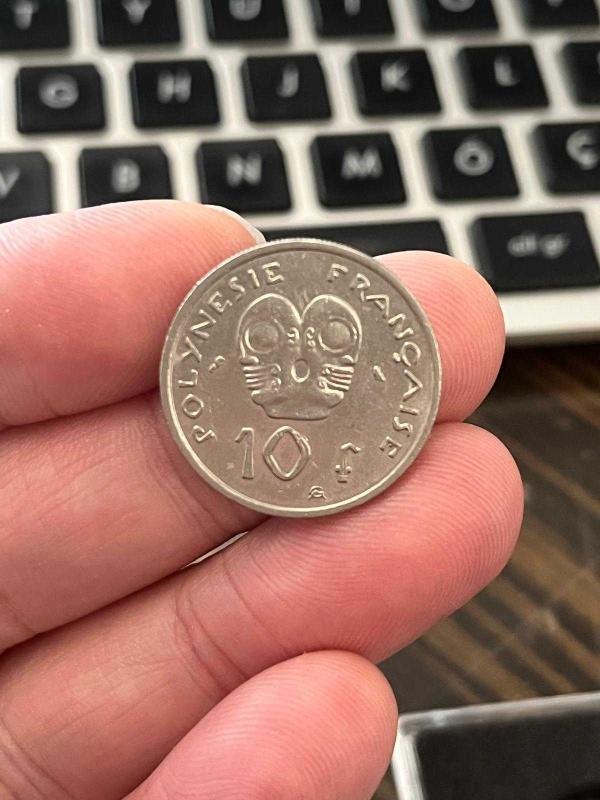 T Y U I O
G H J K L
V B N M Ö Ç
alt gr
POLYNESIE FRANÇAISE
10